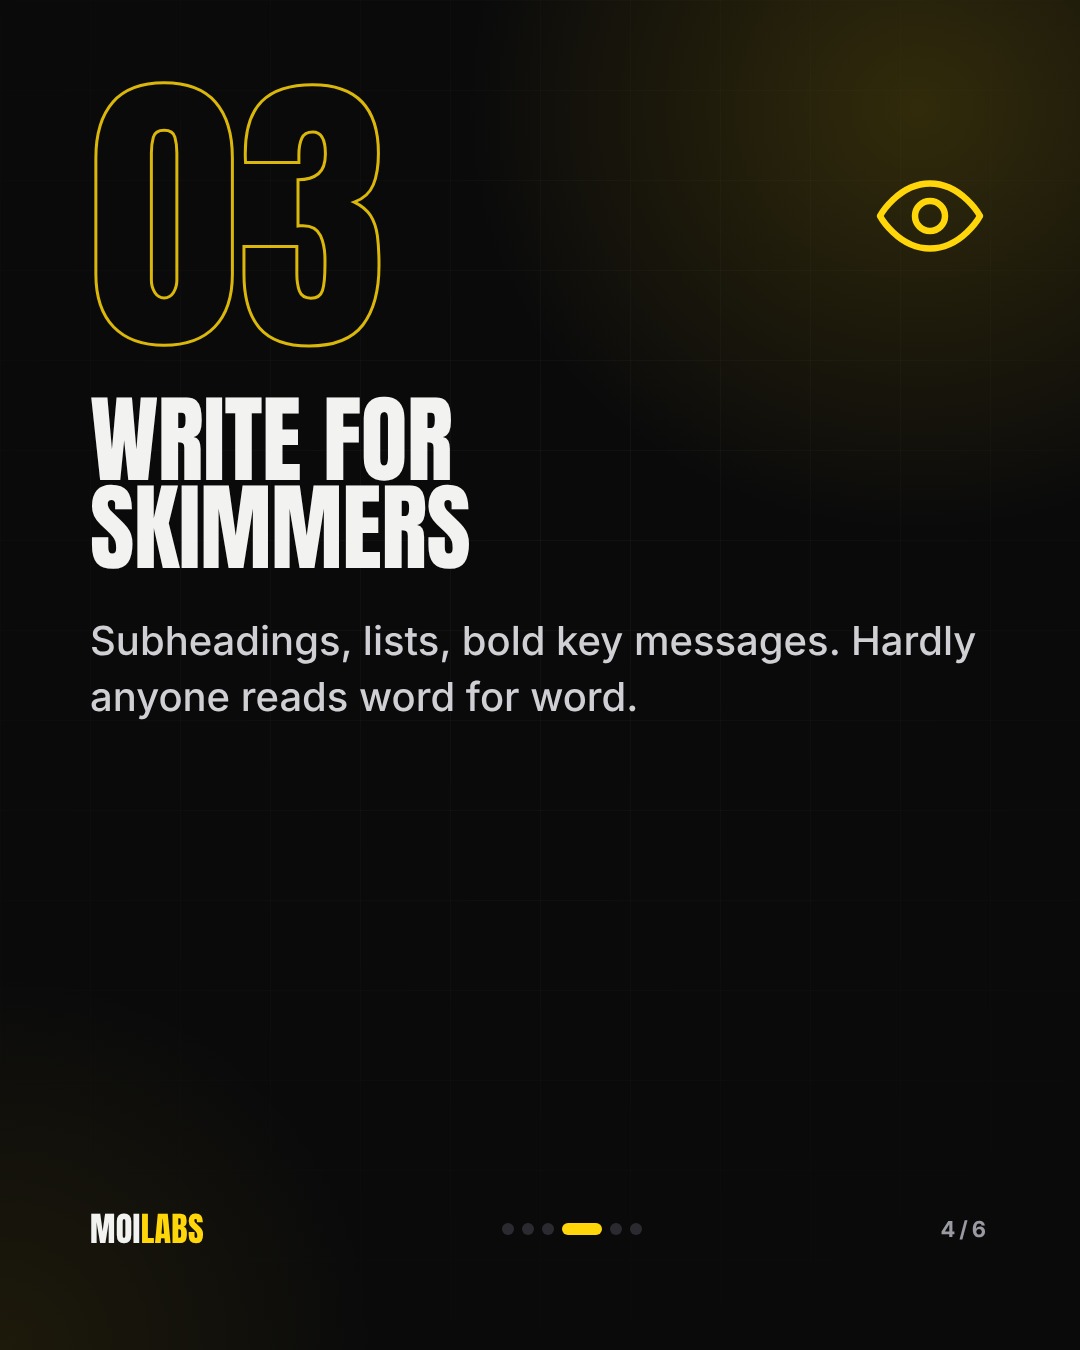 03
WRITE FOR
SKIMMERS
Subheadings, lists, bold key messages. Hardly
anyone reads word for word.
MOILABS
4/6